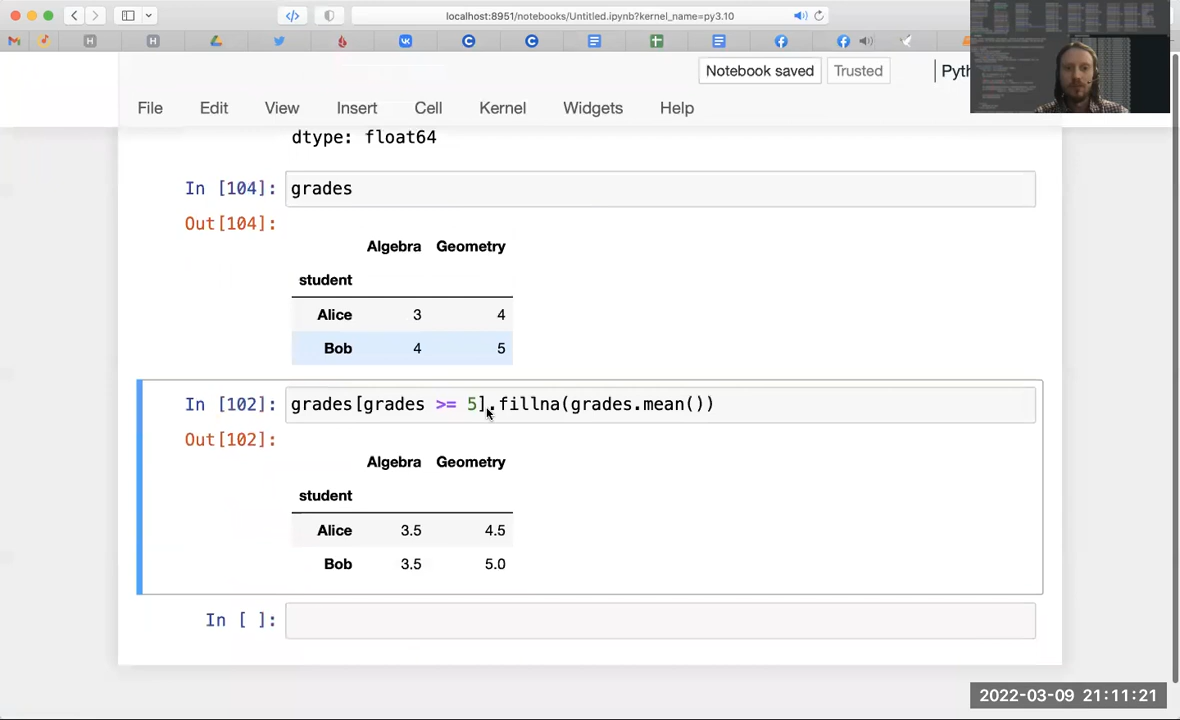 localhost:8951/notebooks/Untitled.ipynb?kernel_name=py3.10
Notebook saved
Trusted
File Edit View Insert Cell Kernel Widgets Help
dtype: float64
In [104]: grades
Out[104]:
Algebra Geometry
student
Alice 3 4
Bob 4 5
In [102]: grades[grades >= 5].fillna(grades.mean())
Out[102]:
Algebra Geometry
student
Alice 3.5 4.5
Bob 3.5 5.0
In [ ]:
2022-03-09 21:11:21